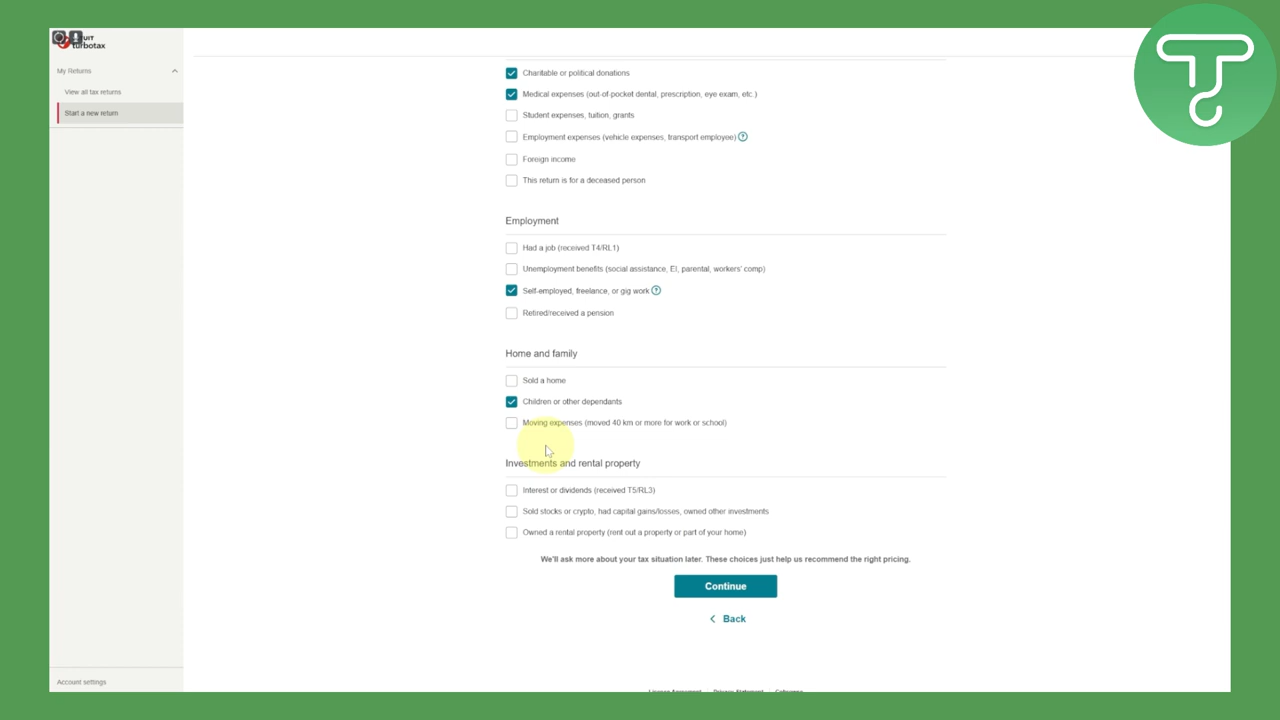 turbotax
My Returns
View all tax returns
Start a new return
Charitable or political donations
Medical expenses (out-of-pocket dental, prescription, eye exam, etc.)
Student expenses, tuition, grants
Employment expenses (vehicle expenses, transport employee) ?
Foreign income
This return is for a deceased person
Employment
Had a job (received T4/RL1)
Unemployment benefits (social assistance, EI, parental, workers' comp)
Self-employed, freelance, or gig work ?
Retired/received a pension
Home and family
Sold a home
Children or other dependants
Moving expenses (moved 40 km or more for work or school)
Investments and rental property
Interest or dividends (received T5/RL3)
Sold stocks or crypto, had capital gains/losses, owned other investments
Owned a rental property (rent out a property or part of your home)
We'll ask more about your tax situation later. These choices just help us recommend the right pricing.
Continue
Back
Account settings